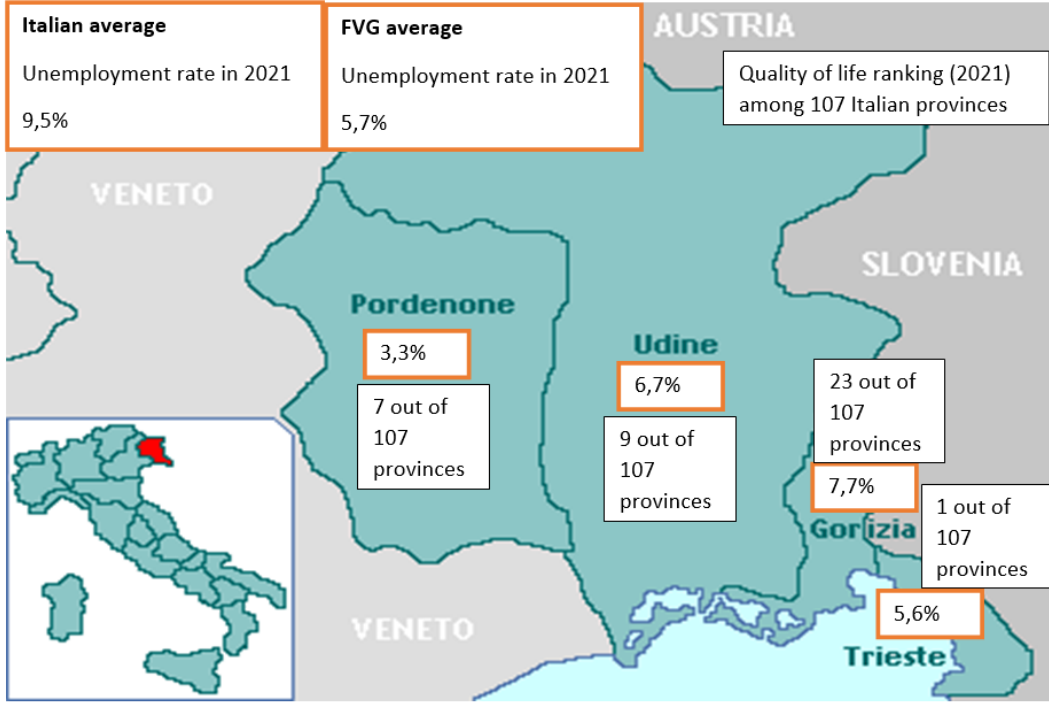 Italian average
Unemployment rate in 2021
9,5%
FVG average
Unemployment rate in 2021
5,7%
AUSTRIA
Quality of life ranking (2021)
among 107 Italian provinces
VENETO
SLOVENIA
Pordenone
3,3%
7 out of
107
provinces
Udine
6,7%
9 out of
107
provinces
23 out of
107
provinces
7,7%
Gorizia
1 out of
107
provinces
5,6%
Trieste
VENETO